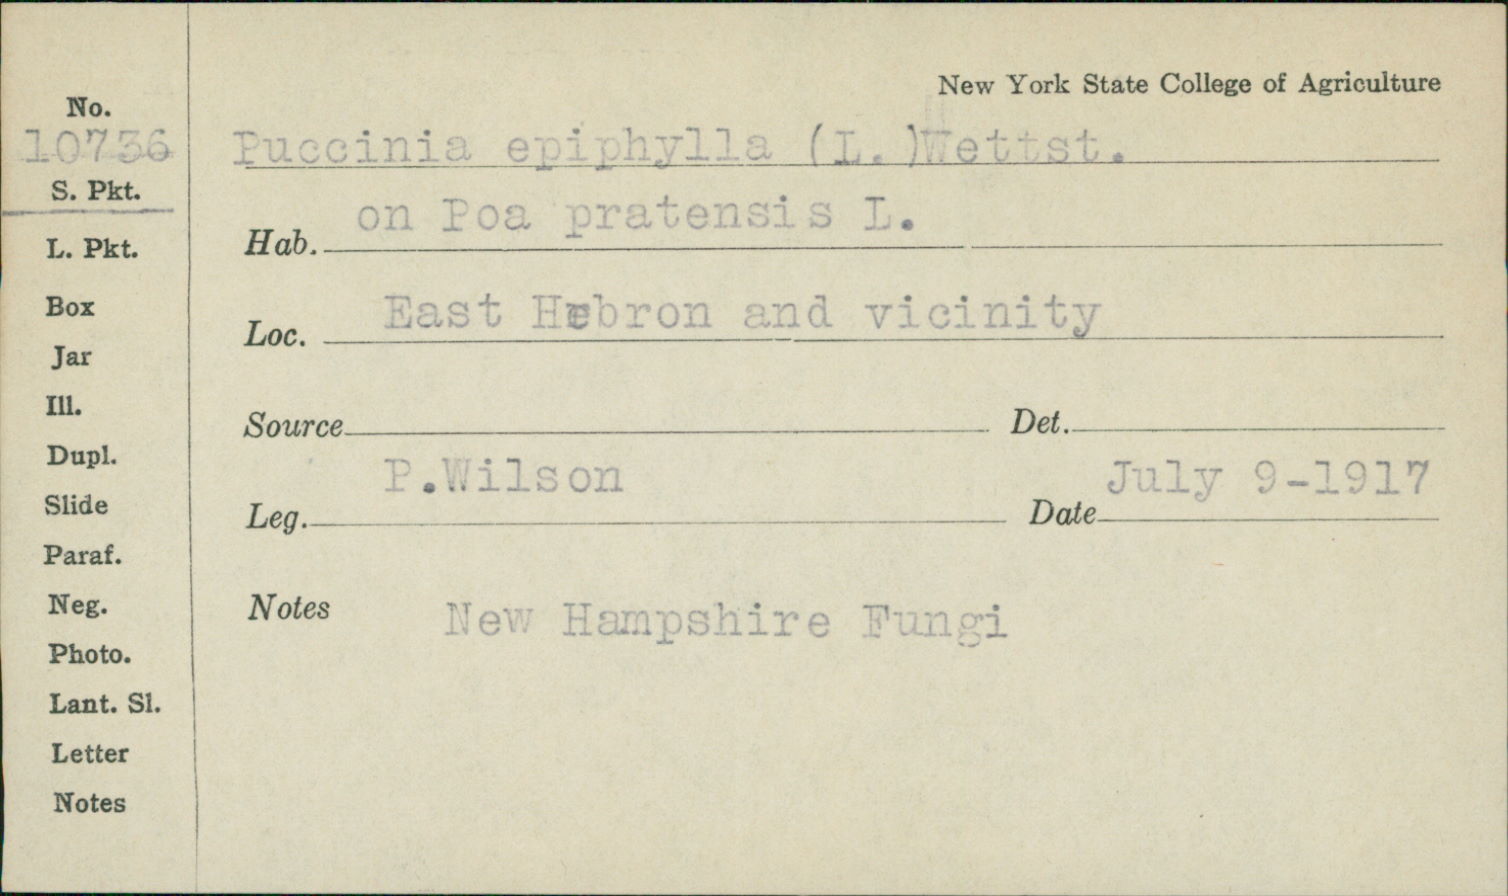 New York State College of Agriculture
No.
10736
Puccinia epiphylla (L.)Wettst.
S. Pkt.
on Poa pratensis L.
Hab.
L. Pkt.
Box
East Hebron and vicinity
Loc.
Jar
Ill.
Source
Det.
Dupl.
P.Wilson
July 9-1917
Slide
Leg.
Date
Paraf.
Neg.
Notes
New Hampshire Fungi
Photo.
Lant. Sl.
Letter
Notes